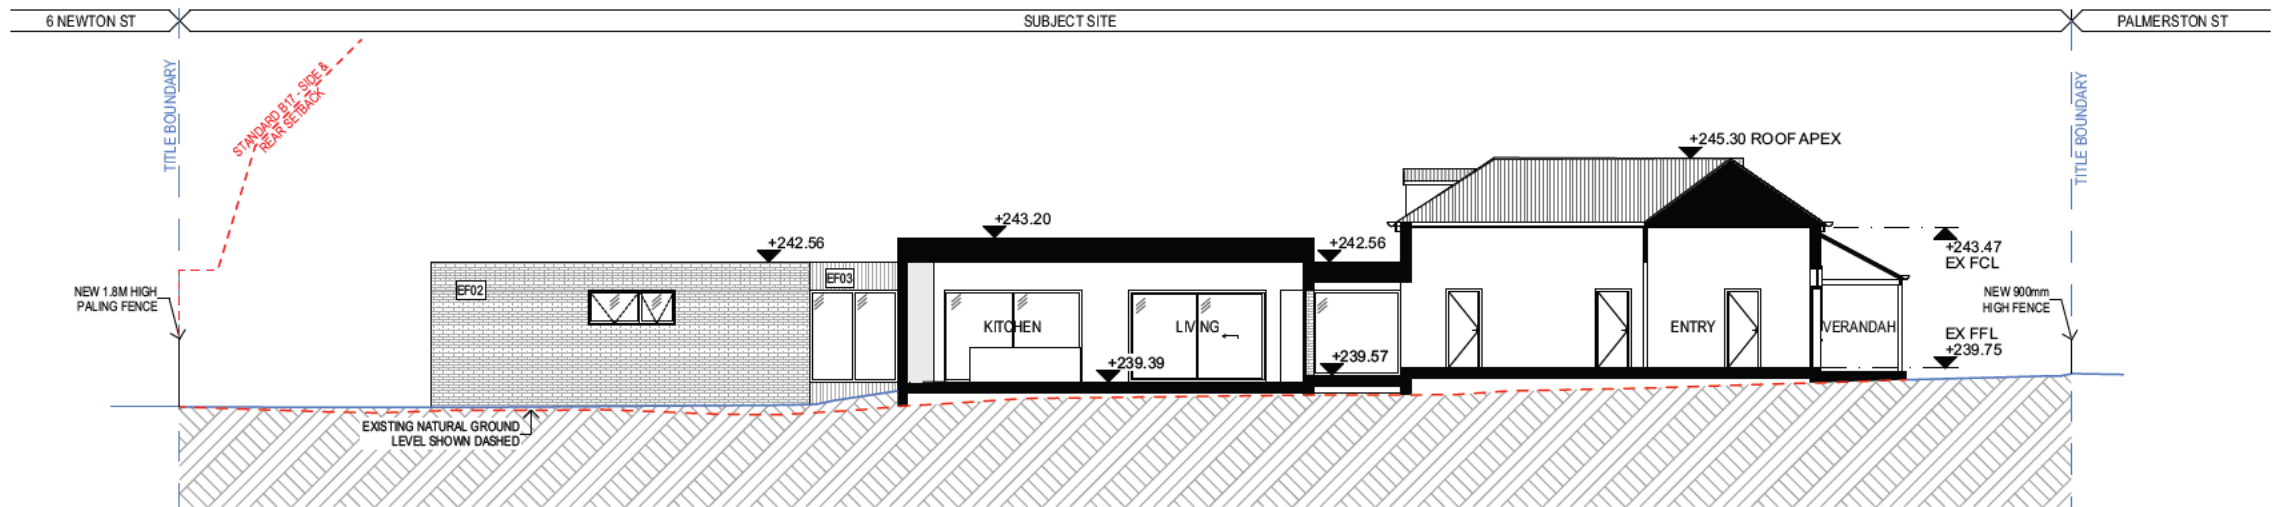 6 NEWTON ST
SUBJECT SITE
PALMERSTON ST
TITLE BOUNDARY
STANDARD B17 - SIDE &
REAR SETBACK
TITLE BOUNDARY
+245.30 ROOF APEX
+243.20
+242.56
+242.56
+243.47
EX FCL
EF03
EF02
NEW 1.8M HIGH
PALING FENCE
NEW 900mm
HIGH FENCE
KITCHEN
LIVING
ENTRY
VERANDAH
EX FFL
+239.75
+239.57
+239.39
EXISTING NATURAL GROUND
LEVEL SHOWN DASHED